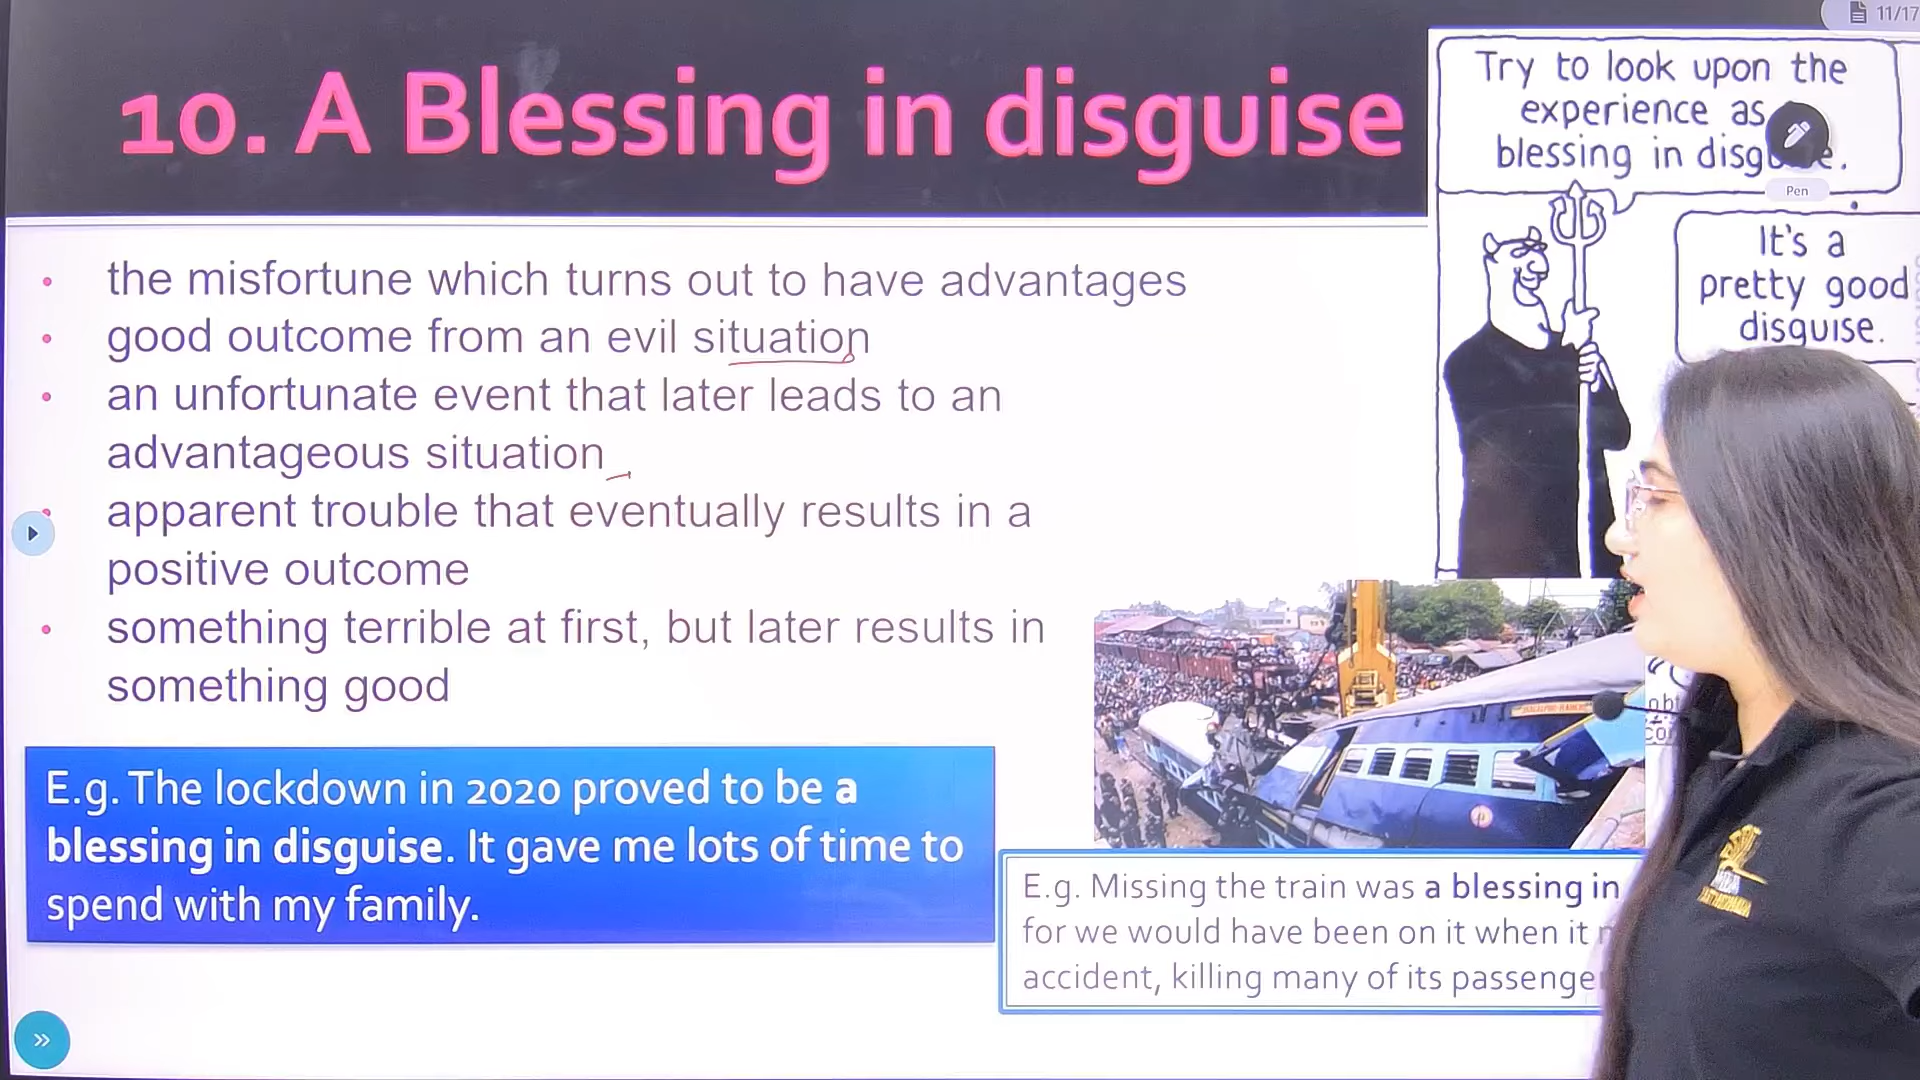 11/17
10. A Blessing in disguise
Try to look upon the
experience as
blessing in
Pen
It's a
pretty good
disguise.
• the misfortune which turns out to have advantages
• good outcome from an evil situation
• an unfortunate event that later leads to an
advantageous situation
• apparent trouble that eventually results in a
positive outcome
• something terrible at first, but later results in
something good
E.g. The lockdown in 2020 proved to be a
blessing in disguise. It gave me lots of time to
spend with my family.
E.g. Missing the train was a blessing in
for we would have been on it when it
accident, killing many of its